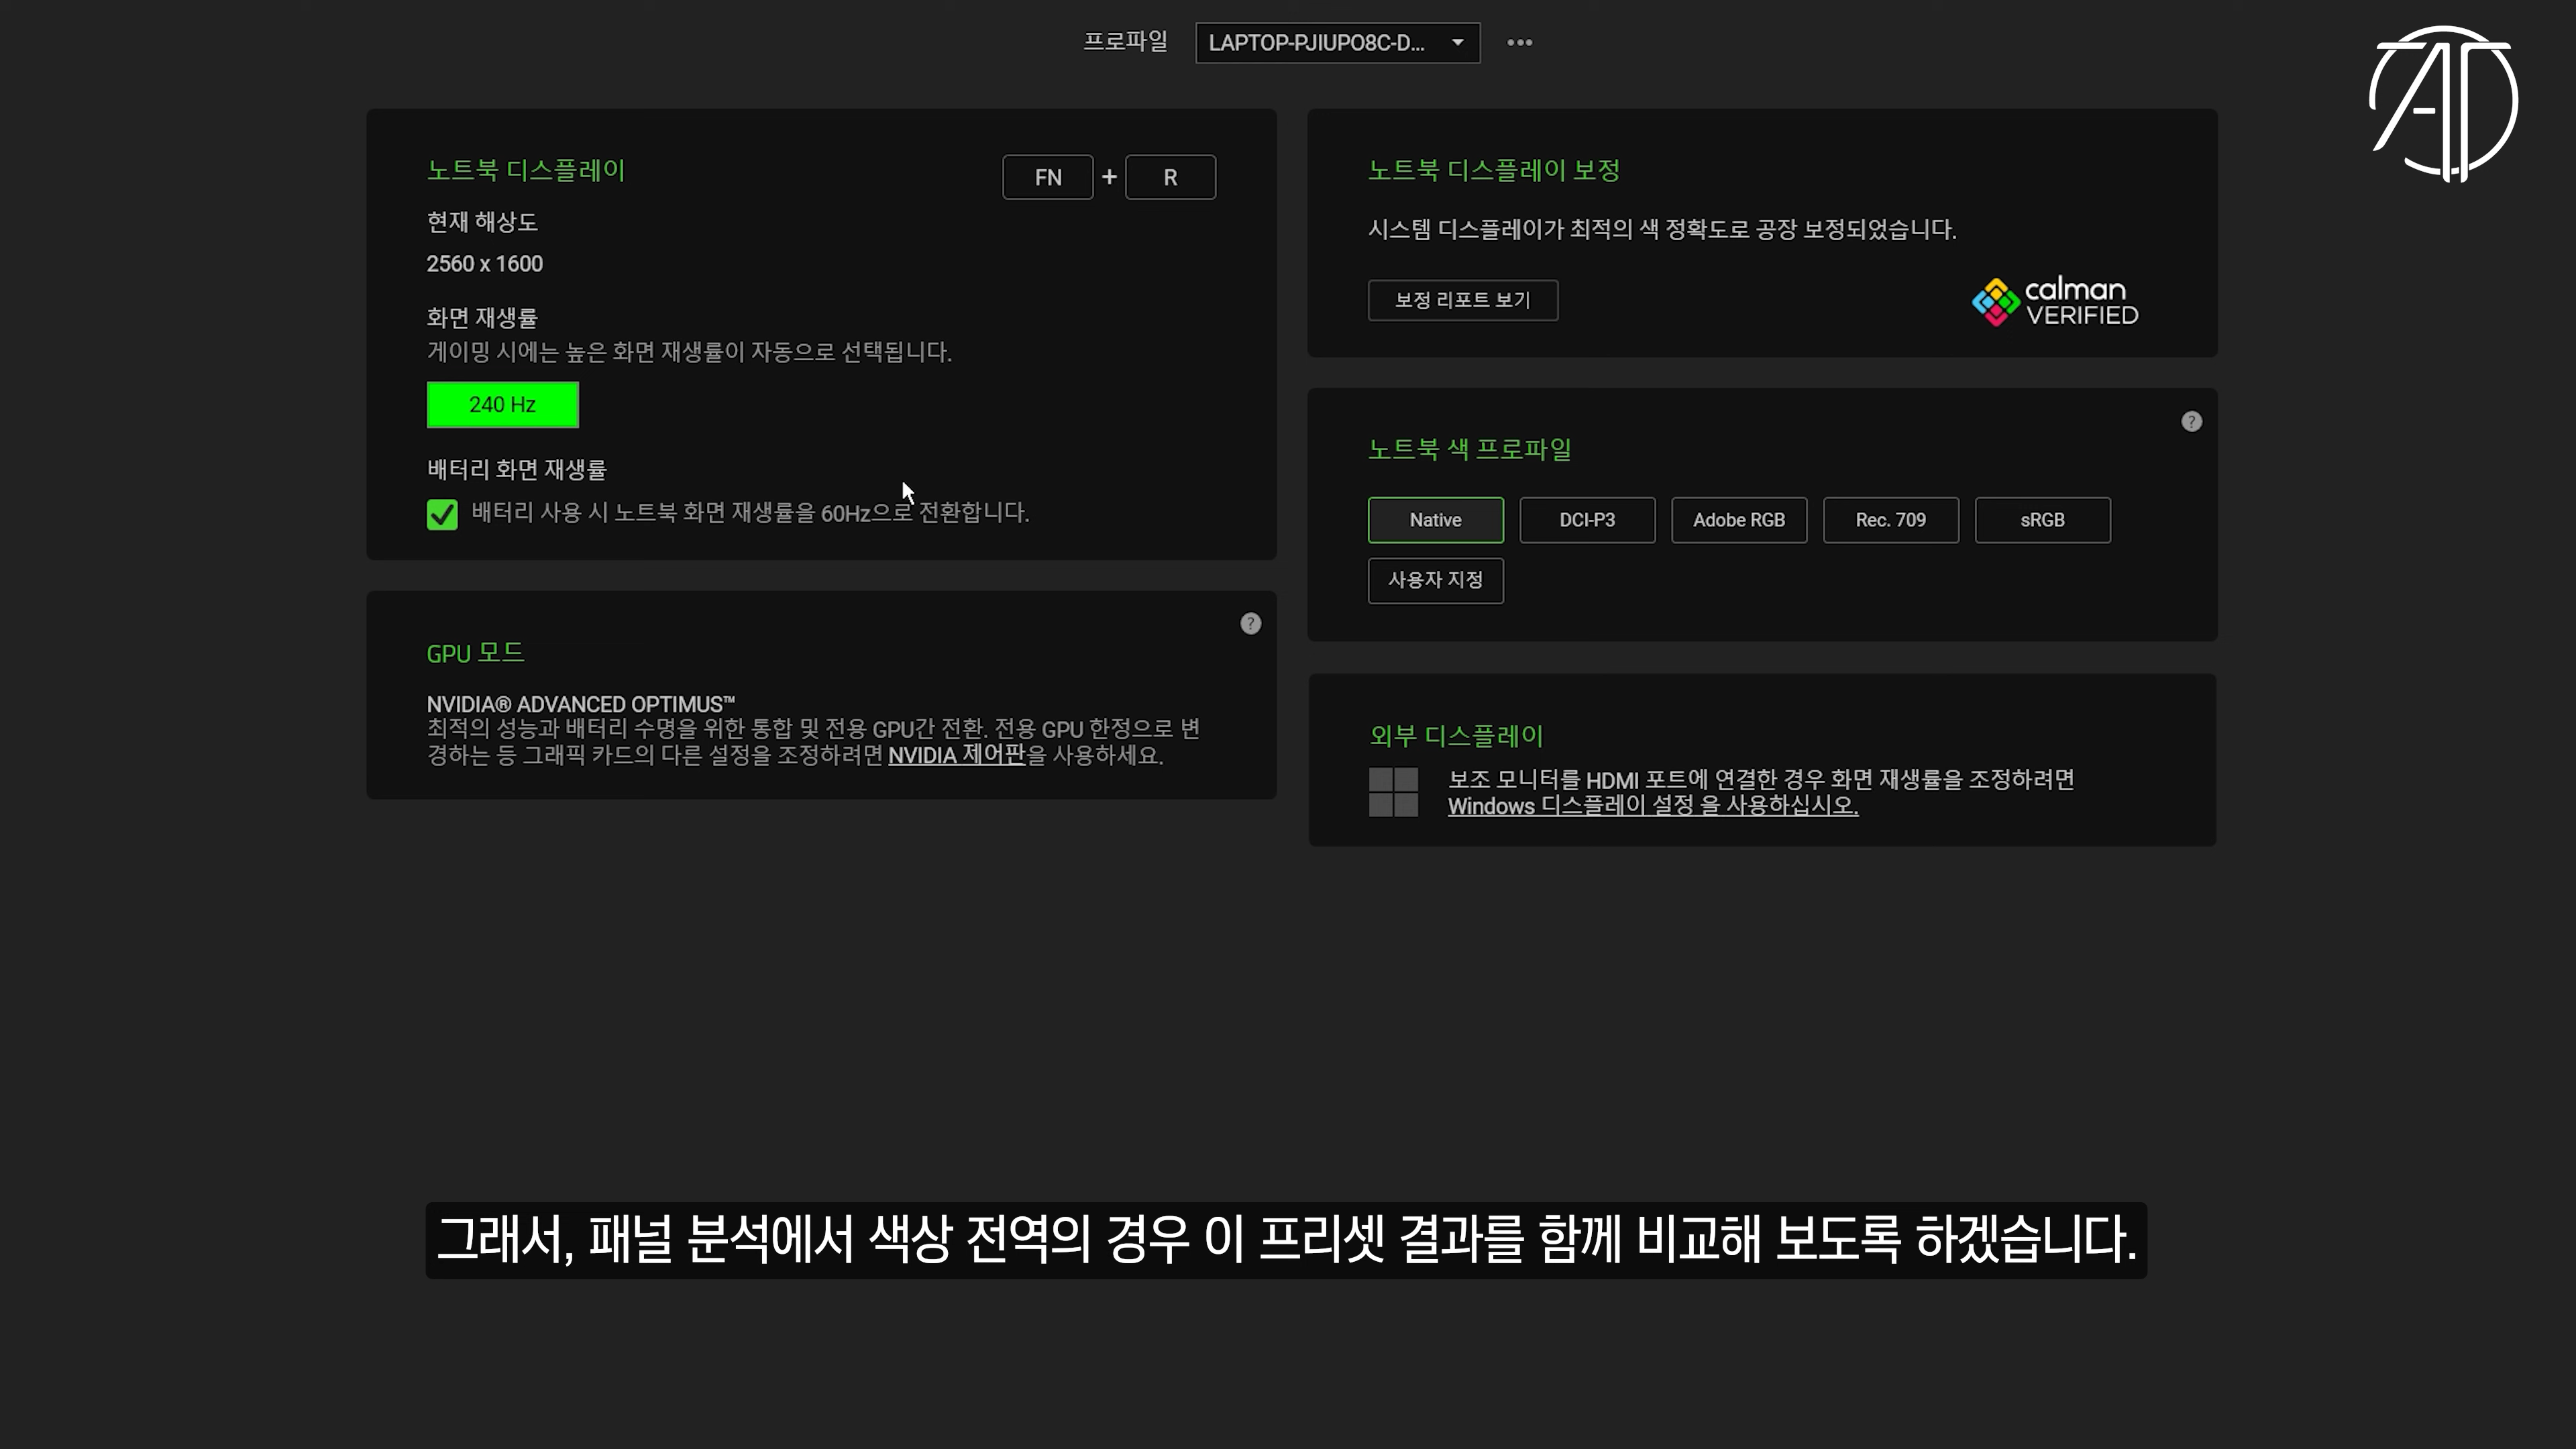 프로파일
LAPTOP-PJIUPO8C-D...
노트북 디스플레이
FN + R
현재 해상도
2560 x 1600
화면 재생률
게이밍 시에는 높은 화면 재생률이 자동으로 선택됩니다.
240 Hz
배터리 화면 재생률
배터리 사용 시 노트북 화면 재생률을 60Hz으로 전환합니다.
GPU 모드
?
NVIDIA® ADVANCED OPTIMUS™
최적의 성능과 배터리 수명을 위한 통합 및 전용 GPU간 전환. 전용 GPU 한정으로 변
경하는 등 그래픽 카드의 다른 설정을 조정하려면 NVIDIA 제어판을 사용하세요.
노트북 디스플레이 보정
시스템 디스플레이가 최적의 색 정확도로 공장 보정되었습니다.
보정 리포트 보기
calman
VERIFIED
?
노트북 색 프로파일
Native
DCI-P3
Adobe RGB
Rec. 709
sRGB
사용자 지정
외부 디스플레이
보조 모니터를 HDMI 포트에 연결한 경우 화면 재생률을 조정하려면
Windows 디스플레이 설정 을 사용하십시오.
그래서, 패널 분석에서 색상 전역의 경우 이 프리셋 결과를 함께 비교해 보도록 하겠습니다.